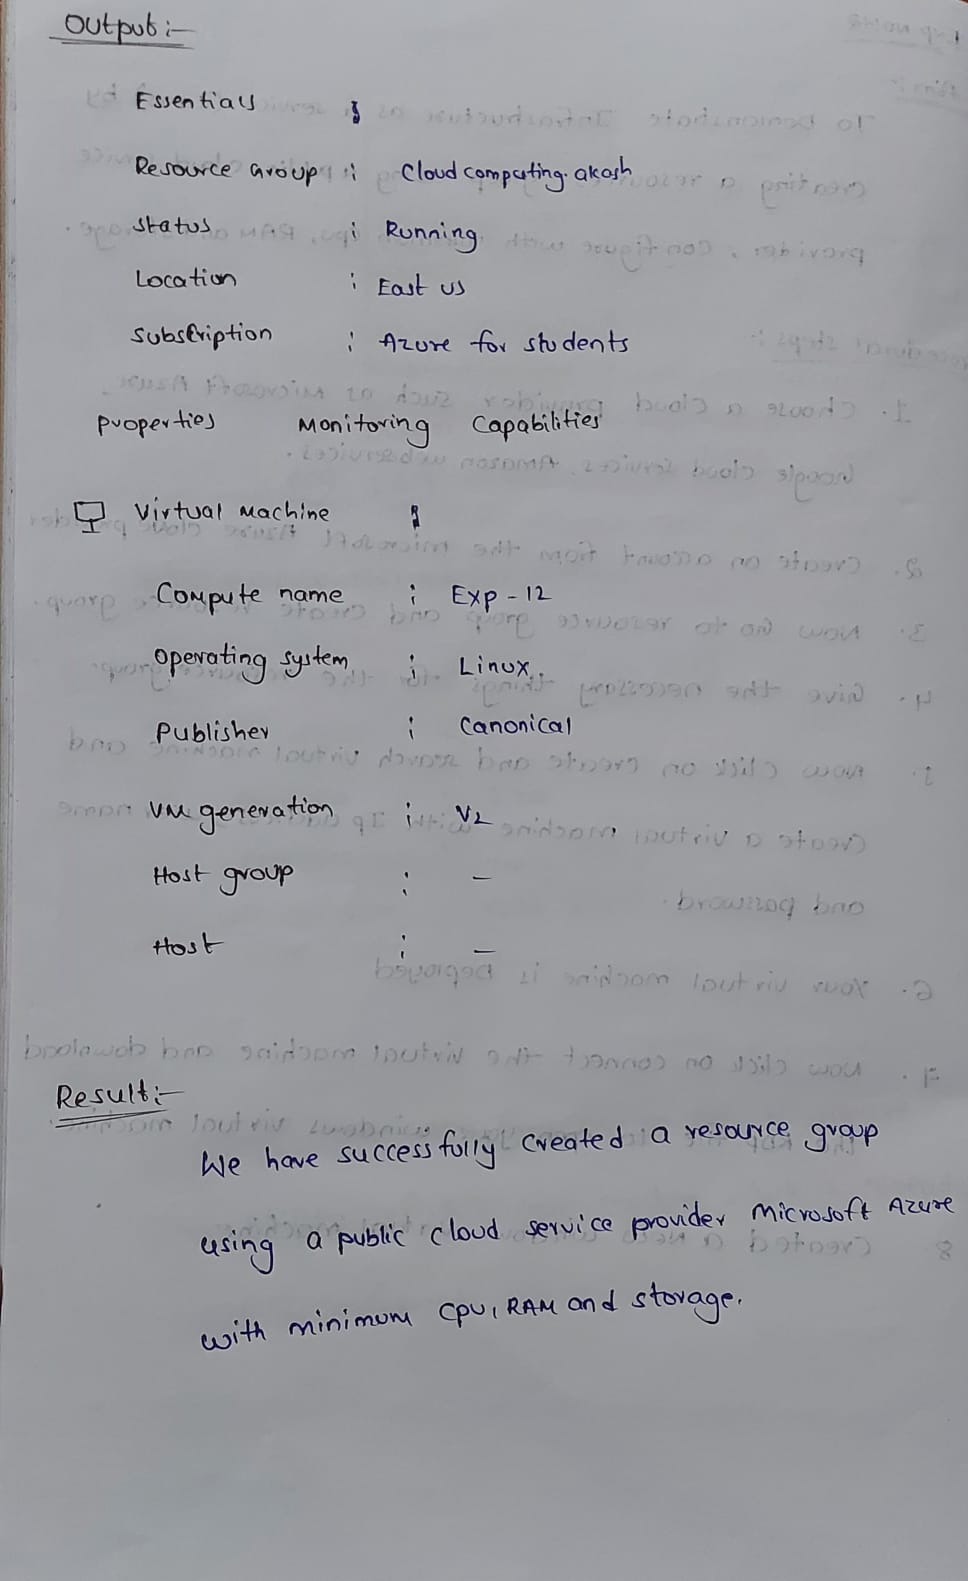 Output :-
Essentials :
Resource Group : Cloud computing. akash
Status : Running
Location : East us
Subscription : Azure for students
Properties Monitoring Capabilities
Virtual Machine :
Compute name : Exp - 12
Operating system : Linux
Publisher : Canonical
VM generation : V2
Host group : -
Host : -
Result :-
We have successfully created a resource group
using a public cloud service provider Microsoft Azure
with minimum CPU, RAM and storage.